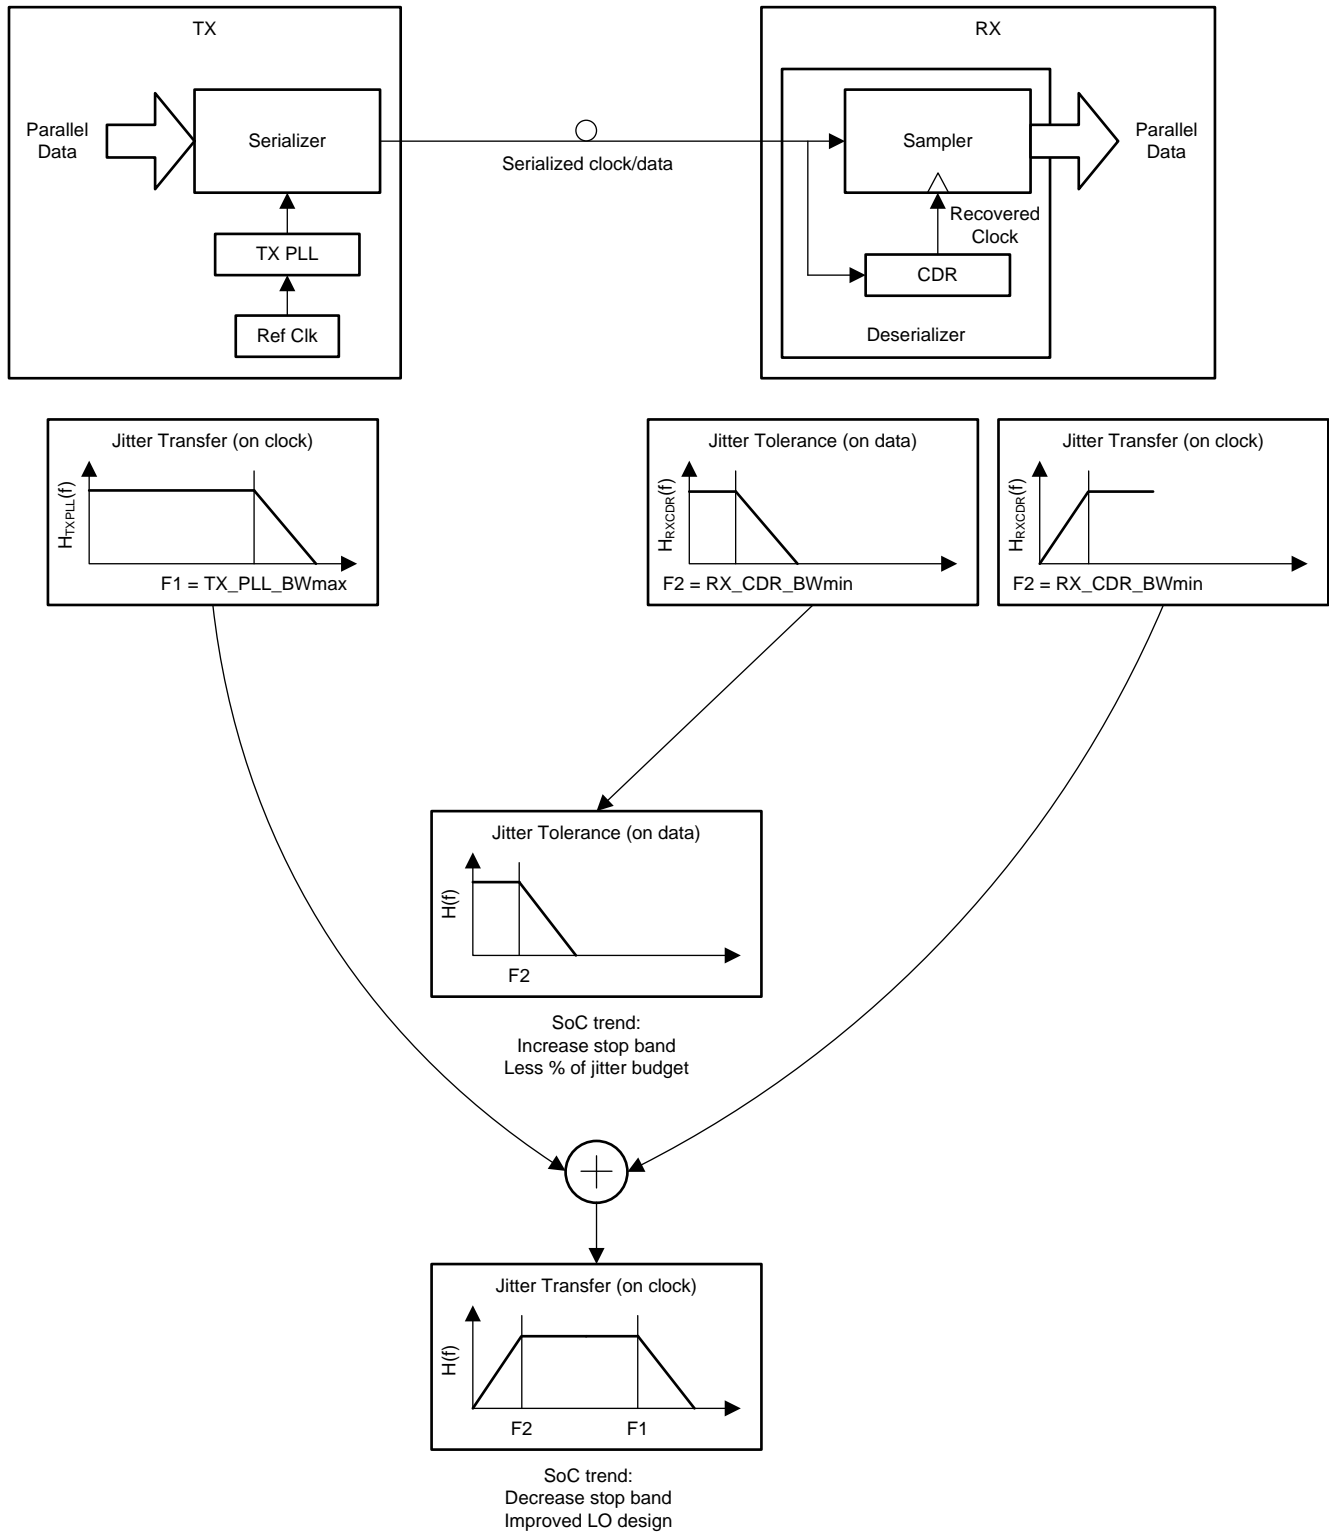 TX
Parallel
Data
Serializer
TX PLL
Ref Clk
Serialized clock/data
RX
Sampler
Recovered
Clock
CDR
Deserializer
Parallel
Data
Jitter Transfer (on clock)
HTXPLL(f)
F1 = TX_PLL_BWmax
Jitter Tolerance (on data)
HRXCDR(f)
F2 = RX_CDR_BWmin
Jitter Transfer (on clock)
HRXCDR(f)
F2 = RX_CDR_BWmin
Jitter Tolerance (on data)
H(f)
F2
SoC trend:
Increase stop band
Less % of jitter budget
Jitter Transfer (on clock)
H(f)
F2
F1
SoC trend:
Decrease stop band
Improved LO design